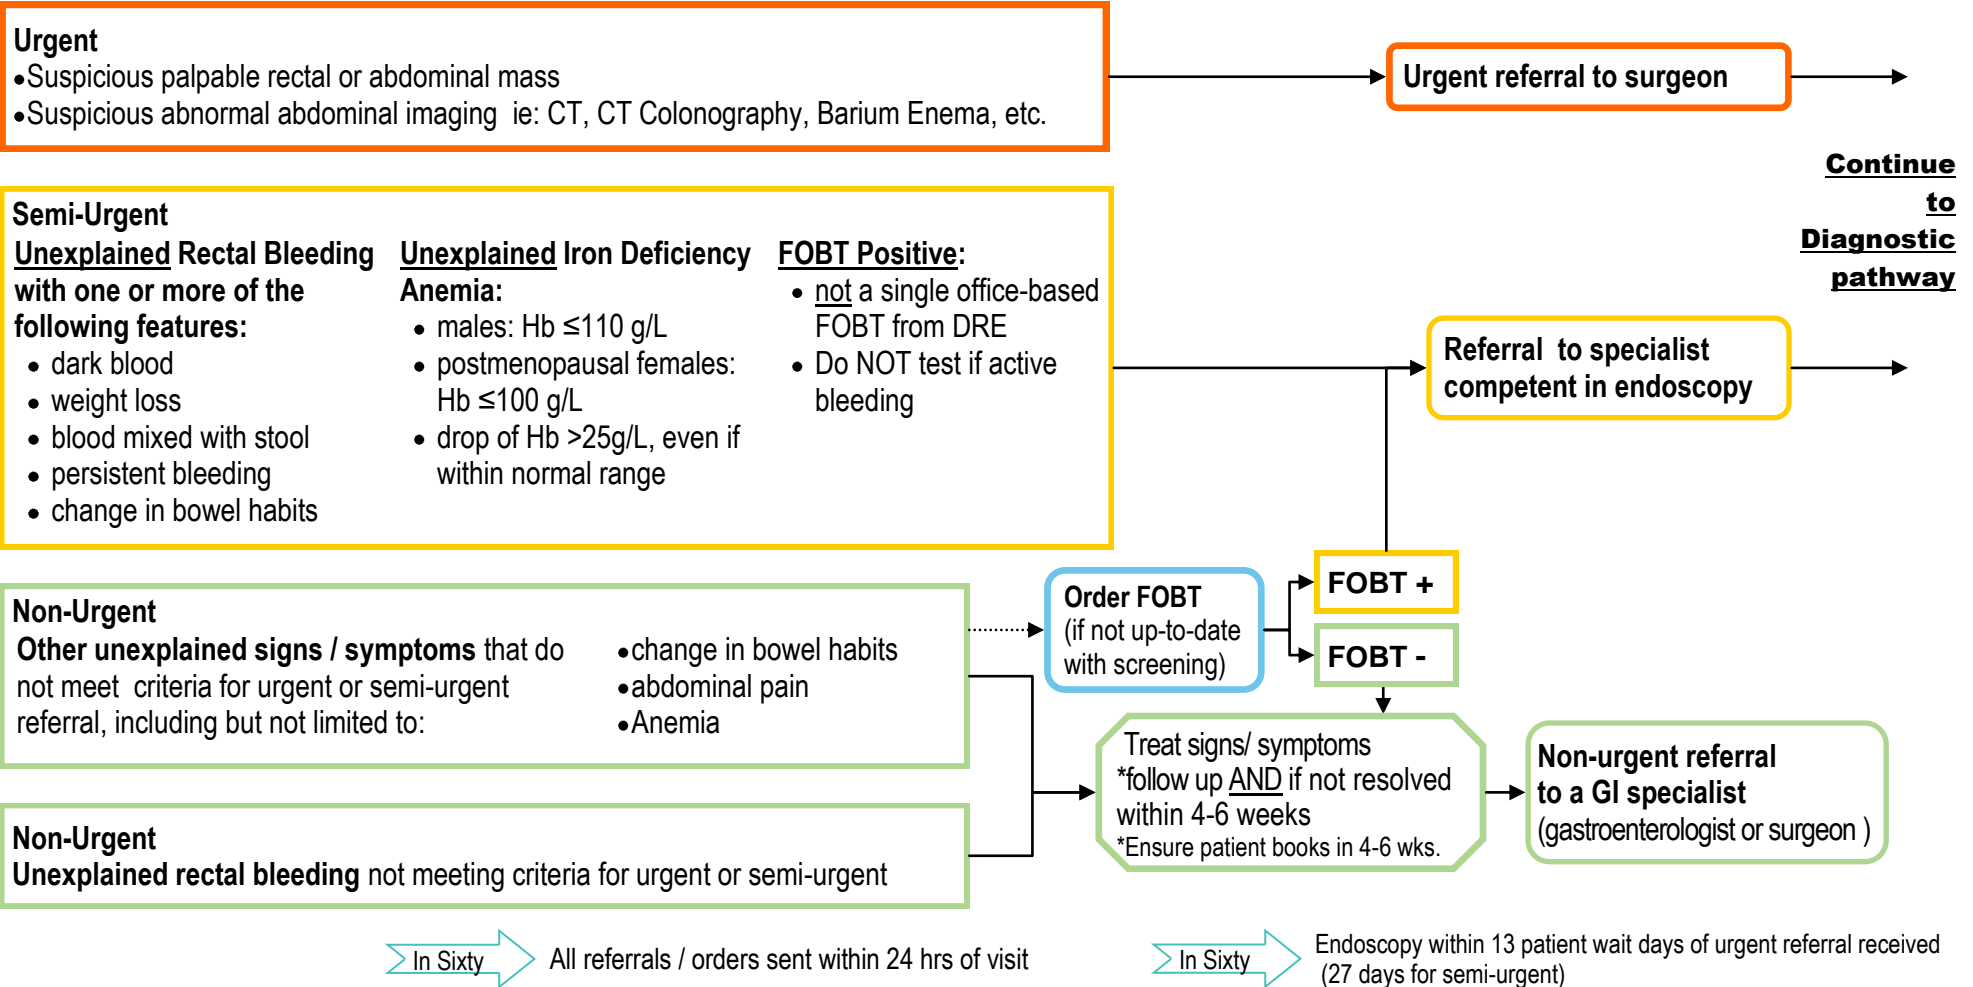 Urgent
•Suspicious palpable rectal or abdominal mass
•Suspicious abnormal abdominal imaging ie: CT, CT Colonography, Barium Enema, etc.
Urgent referral to surgeon
Continue
to
Diagnostic
pathway
Semi-Urgent
Unexplained Rectal Bleeding
with one or more of the
following features:
• dark blood
• weight loss
• blood mixed with stool
• persistent bleeding
• change in bowel habits
Unexplained Iron Deficiency
Anemia:
• males: Hb ≤110 g/L
• postmenopausal females:
Hb ≤100 g/L
• drop of Hb >25g/L, even if
within normal range
FOBT Positive:
• not a single office-based
FOBT from DRE
• Do NOT test if active
bleeding
Referral to specialist
competent in endoscopy
Non-Urgent
Other unexplained signs / symptoms that do
not meet criteria for urgent or semi-urgent
referral, including but not limited to:
•change in bowel habits
•abdominal pain
•Anemia
Order FOBT
(if not up-to-date
with screening)
FOBT +
FOBT -
Non-Urgent
Unexplained rectal bleeding not meeting criteria for urgent or semi-urgent
Treat signs/ symptoms
*follow up AND if not resolved
within 4-6 weeks
*Ensure patient books in 4-6 wks.
Non-urgent referral
to a GI specialist
(gastroenterologist or surgeon )
In Sixty
All referrals / orders sent within 24 hrs of visit
In Sixty
Endoscopy within 13 patient wait days of urgent referral received
(27 days for semi-urgent)